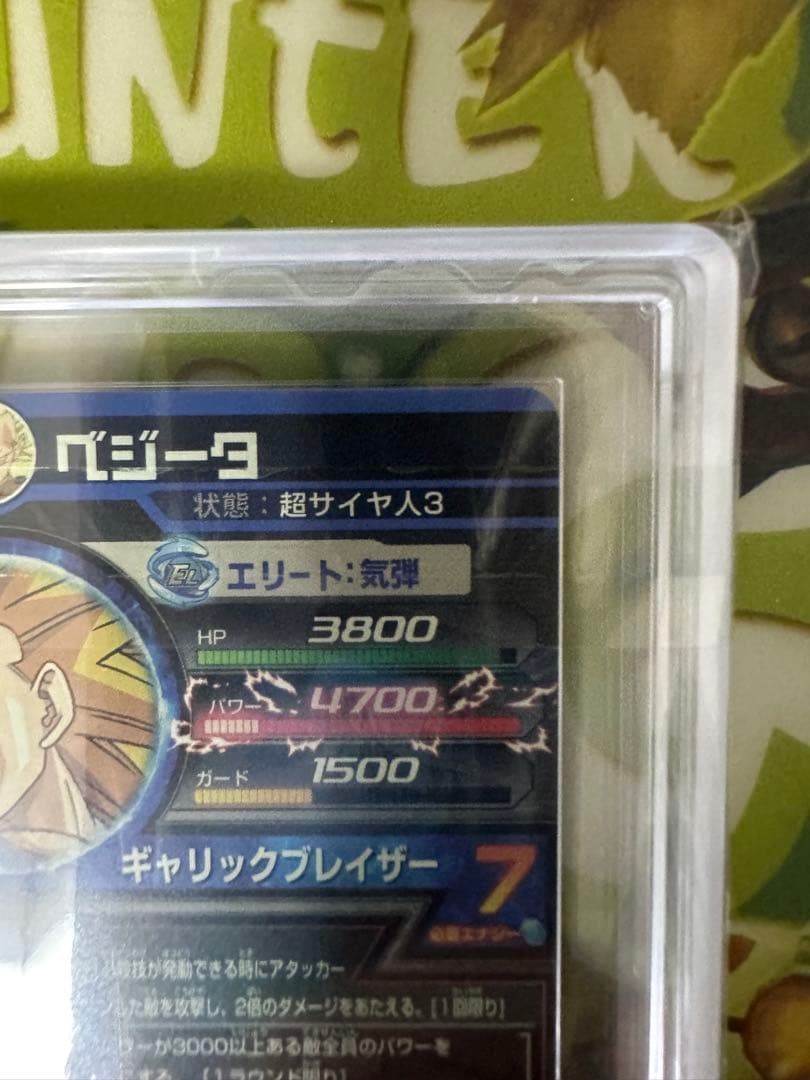 UNTER
ベジータ
状態:超サイヤ人3
EL エリート:気弾
HP 3800
パワー 4700
ガード 1500
ギャリックブレイザー 7
必要エナジー
技が発動できる時にアタッカー
した敵を攻撃し、2倍のダメージをあたえる。[1回限り]
ワーが3000以上ある敵全員のパワーを
する。[1ラウンド限り]